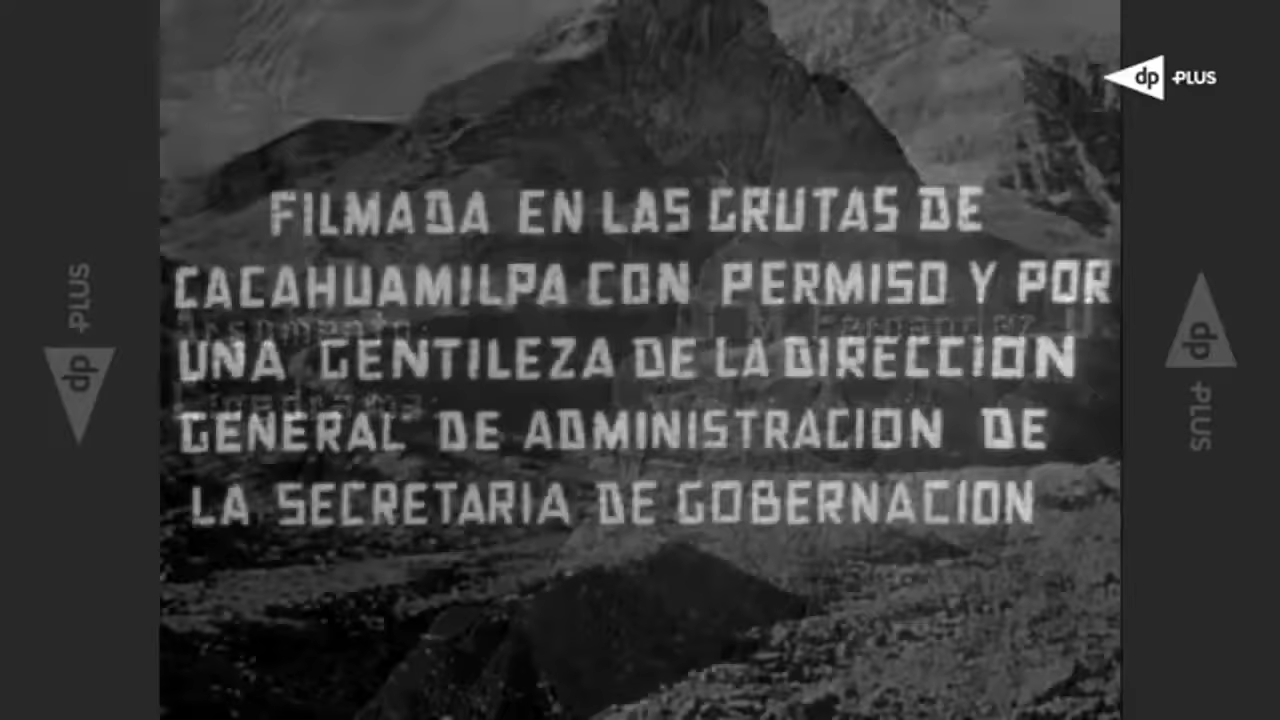 dp PLUS
FILMADA EN LAS GRUTAS DE
CACAHUAMILPA CON PERMISO Y POR
Argumento:
UNA GENTILEZA DE LA DIRECCION
GENERAL DE ADMINISTRACION DE
LA SECRETARIA DE GOBERNACION
dp PLUS
dp PLUS